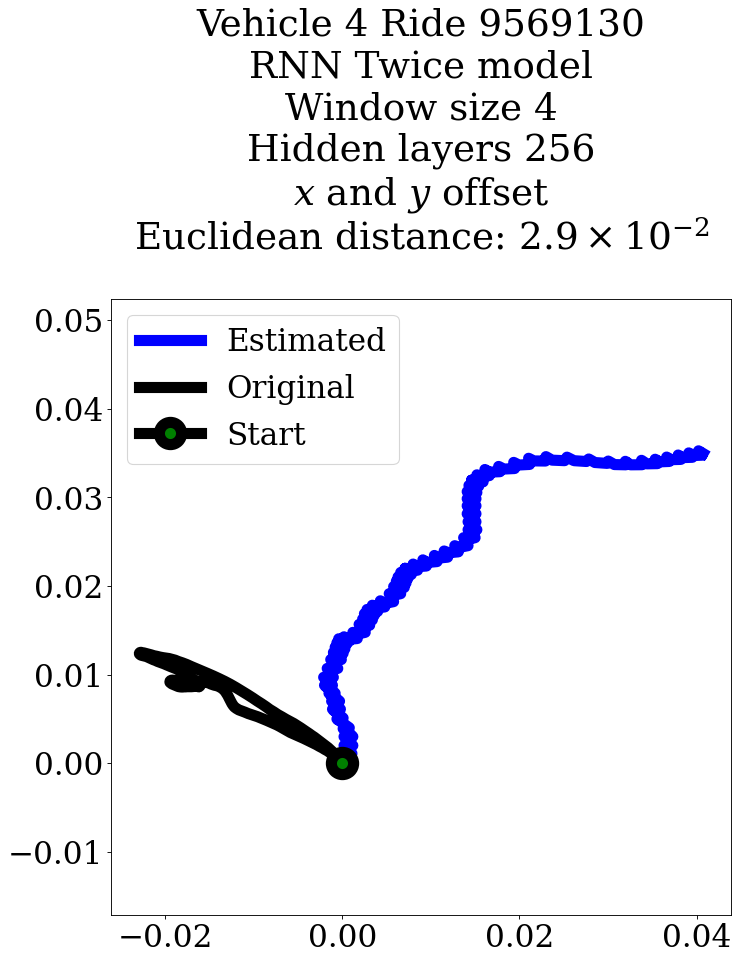 Vehicle 4 Ride 9569130
RNN Twice model
Window size 4
Hidden layers 256
x and y offset
Euclidean distance: 2.9 × 10⁻²
Estimated
Original
Start
0.05
0.04
0.03
0.02
0.01
0.00
−0.01
−0.02 0.00 0.02 0.04